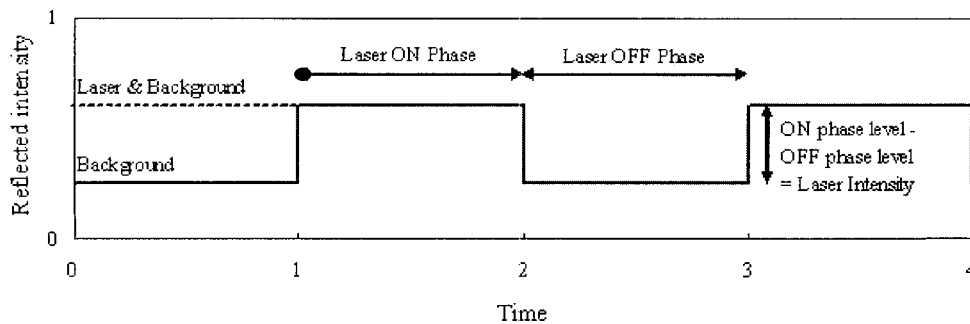 1
Laser ON Phase
Laser OFF Phase
Laser & Background
ON phase level -
OFF phase level
= Laser Intensity
Background
Reflected intensity
0
0
1
2
3
4
Time